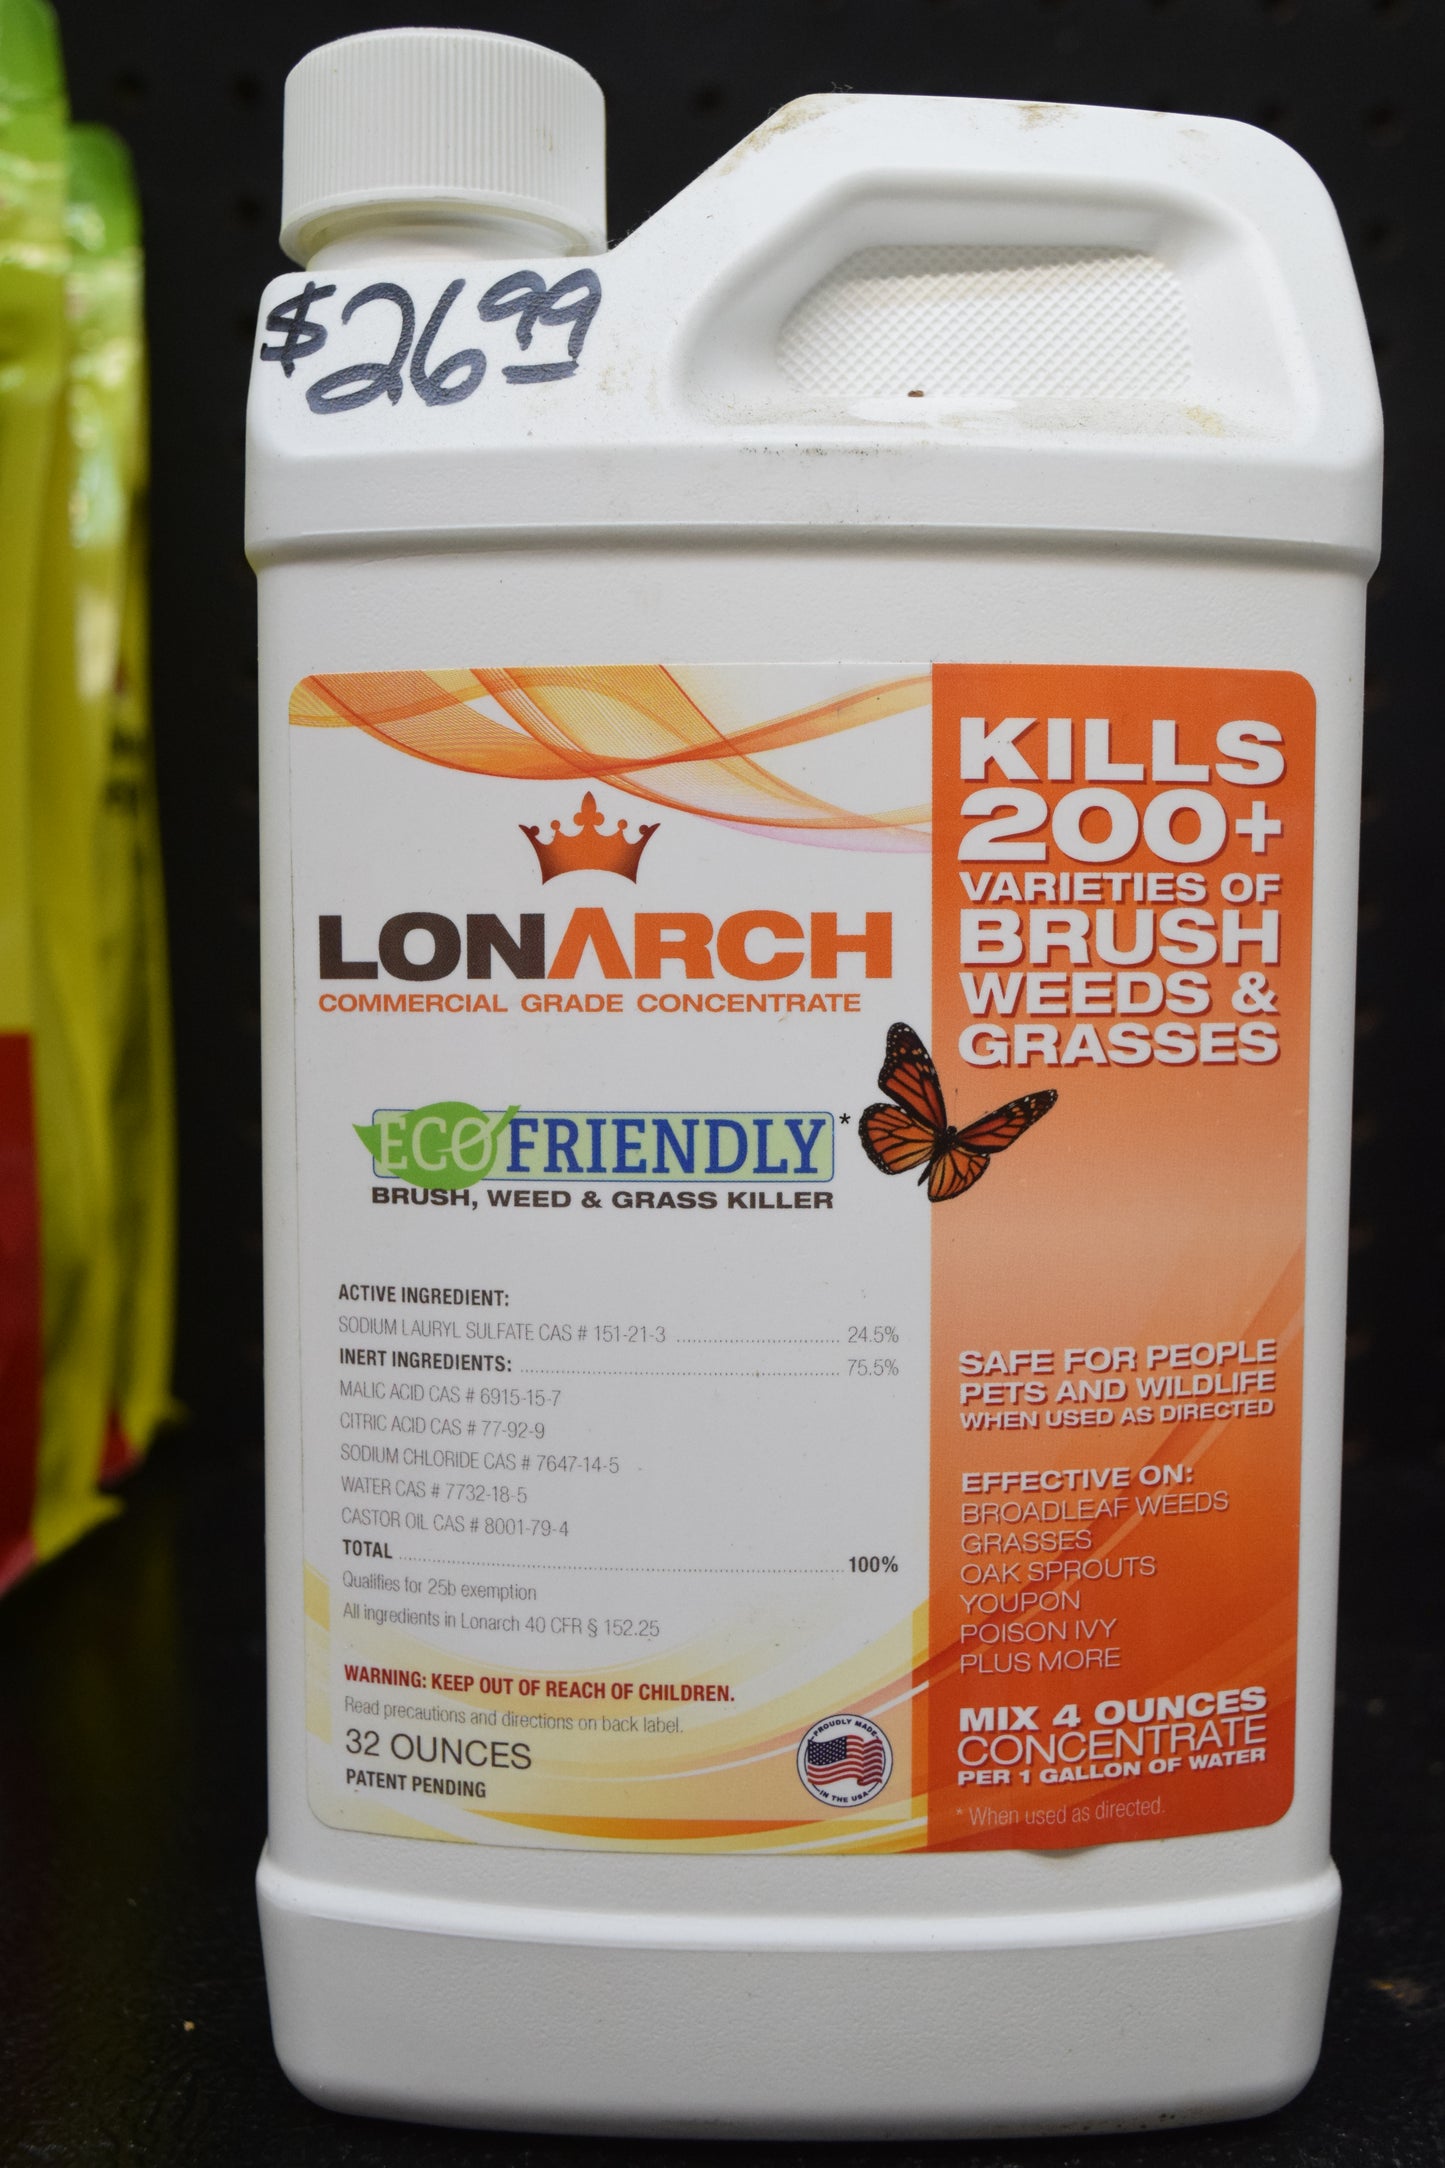 $26.99
LONARCH
COMMERCIAL GRADE CONCENTRATE
ECO FRIENDLY*
BRUSH, WEED & GRASS KILLER
ACTIVE INGREDIENT:
SODIUM LAURYL SULFATE CAS # 151-21-3 ........ 24.5%
INERT INGREDIENTS: ........ 75.5%
MALIC ACID CAS # 6915-15-7
CITRIC ACID CAS # 77-92-9
SODIUM CHLORIDE CAS # 7647-14-5
WATER CAS # 7732-18-5
CASTOR OIL CAS # 8001-79-4
TOTAL ........ 100%
Qualifies for 25b exemption
All ingredients in Lonarch 40 CFR § 152.25
WARNING: KEEP OUT OF REACH OF CHILDREN.
Read precautions and directions on back label.
32 OUNCES
PATENT PENDING
PROUDLY MADE
IN THE USA
KILLS
200+
VARIETIES OF
BRUSH
WEEDS &
GRASSES
SAFE FOR PEOPLE
PETS AND WILDLIFE
WHEN USED AS DIRECTED
EFFECTIVE ON:
BROADLEAF WEEDS
GRASSES
OAK SPROUTS
YOUPON
POISON IVY
PLUS MORE
MIX 4 OUNCES
CONCENTRATE
PER 1 GALLON OF WATER
* When used as directed.